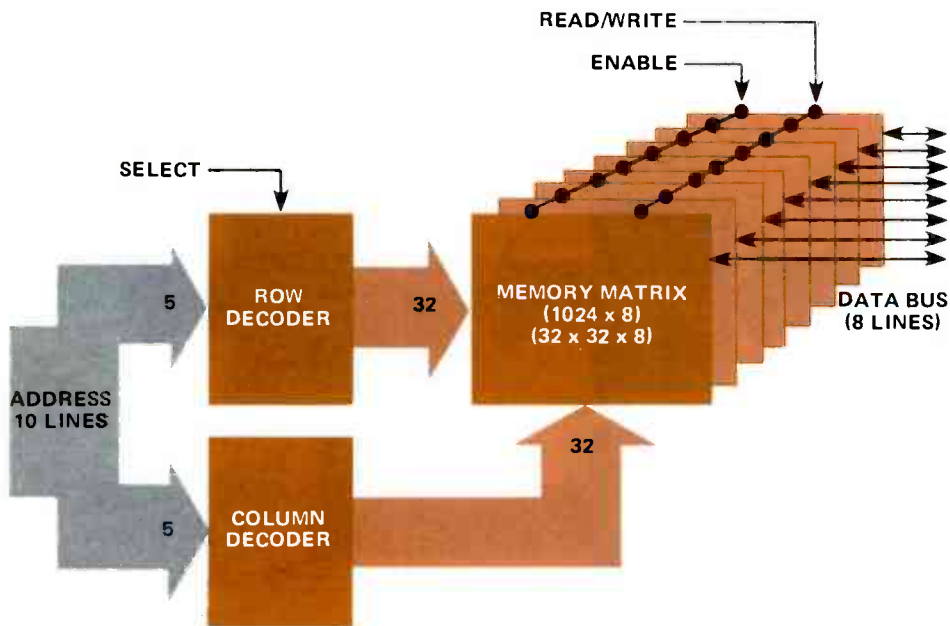 READ/WRITE
ENABLE
SELECT
5
ROW
DECODER
32
MEMORY MATRIX
(1024 x 8)
(32 x 32 x 8)
DATA BUS
(8 LINES)
ADDRESS
10 LINES
32
5
COLUMN
DECODER